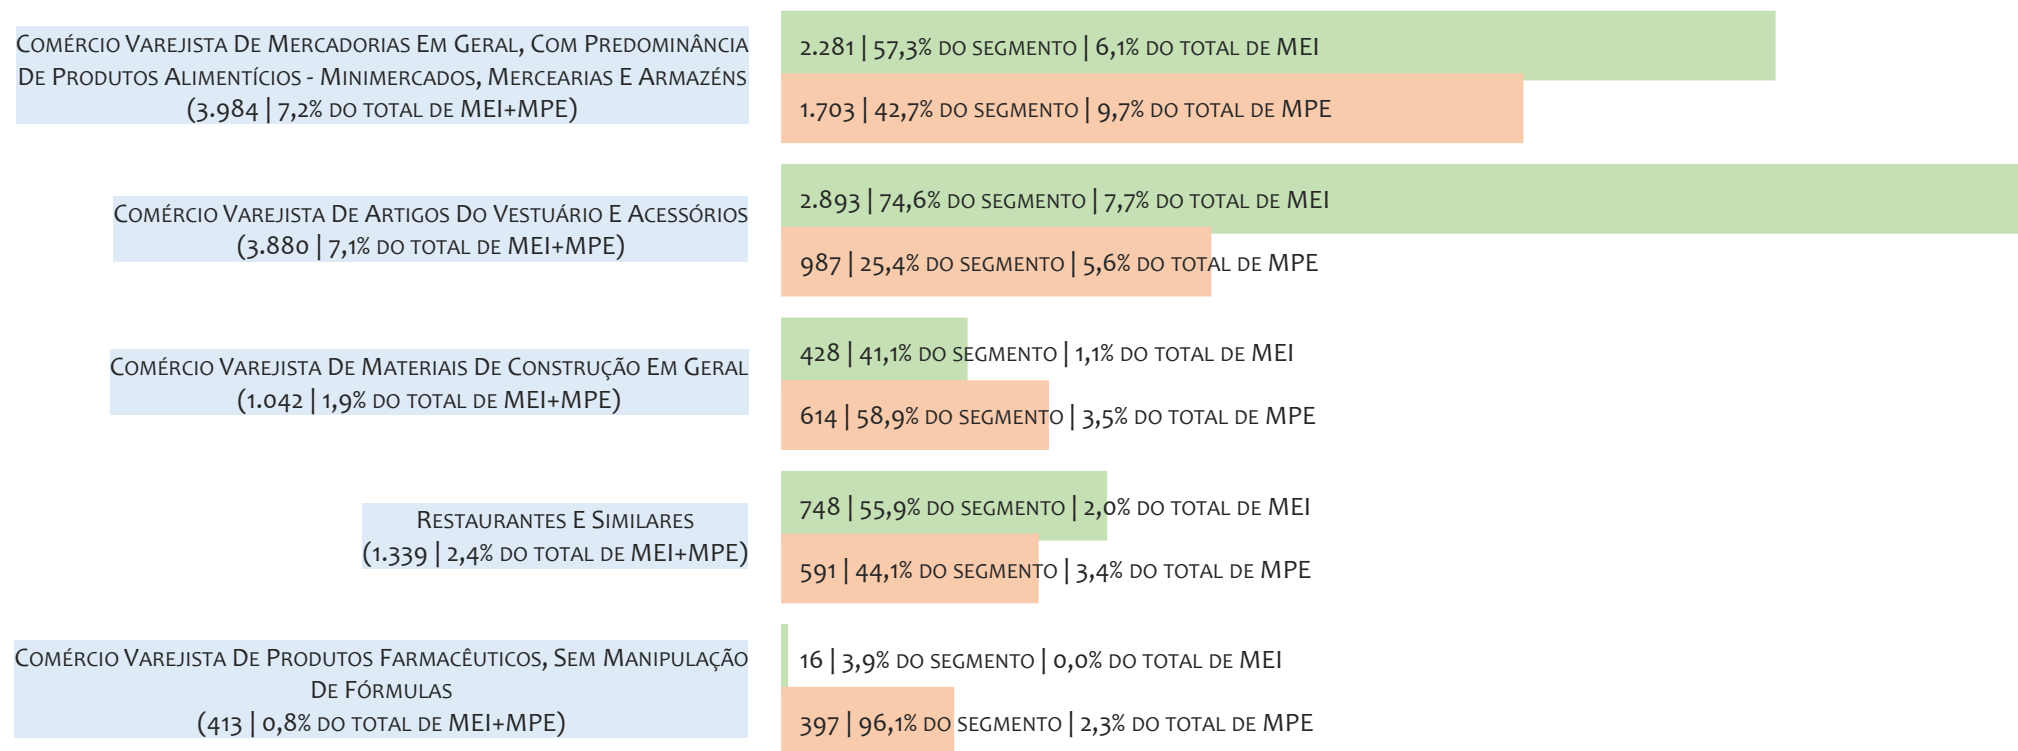 Comércio Varejista De Mercadorias Em Geral, Com Predominância
De Produtos Alimentícios - Minimercados, Mercearias E Armazéns
(3.984 | 7,2% do total de MEI+MPE)
2.281 | 57,3% do segmento | 6,1% do total de MEI
1.703 | 42,7% do segmento | 9,7% do total de MPE
Comércio Varejista De Artigos Do Vestuário E Acessórios
(3.880 | 7,1% do total de MEI+MPE)
2.893 | 74,6% do segmento | 7,7% do total de MEI
987 | 25,4% do segmento | 5,6% do total de MPE
Comércio Varejista De Materiais De Construção Em Geral
(1.042 | 1,9% do total de MEI+MPE)
428 | 41,1% do segmento | 1,1% do total de MEI
614 | 58,9% do segmento | 3,5% do total de MPE
Restaurantes E Similares
(1.339 | 2,4% do total de MEI+MPE)
748 | 55,9% do segmento | 2,0% do total de MEI
591 | 44,1% do segmento | 3,4% do total de MPE
Comércio Varejista De Produtos Farmacêuticos, Sem Manipulação
De Fórmulas
(413 | 0,8% do total de MEI+MPE)
16 | 3,9% do segmento | 0,0% do total de MEI
397 | 96,1% do segmento | 2,3% do total de MPE